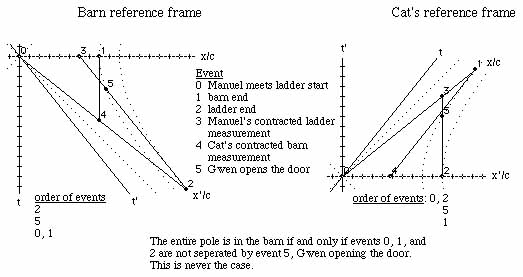 Barn reference frame
Cat's reference frame
0
3
1
x/c
5
4
2
x'/c
t
t'
order of events
2
5
0, 1
Event
0 Manuel meets ladder start
1 barn end
2 ladder end
3 Manuel's contracted ladder
measurement
4 Cat's contracted barn
measurement
5 Gwen opens the door
t'
t
1
x/c
3
5
0
4
2
x'/c
order of events: 0, 2
5
1
The entire pole is in the barn if and only if events 0, 1, and
2 are not seperated by event 5, Gwen opening the door.
This is never the case.